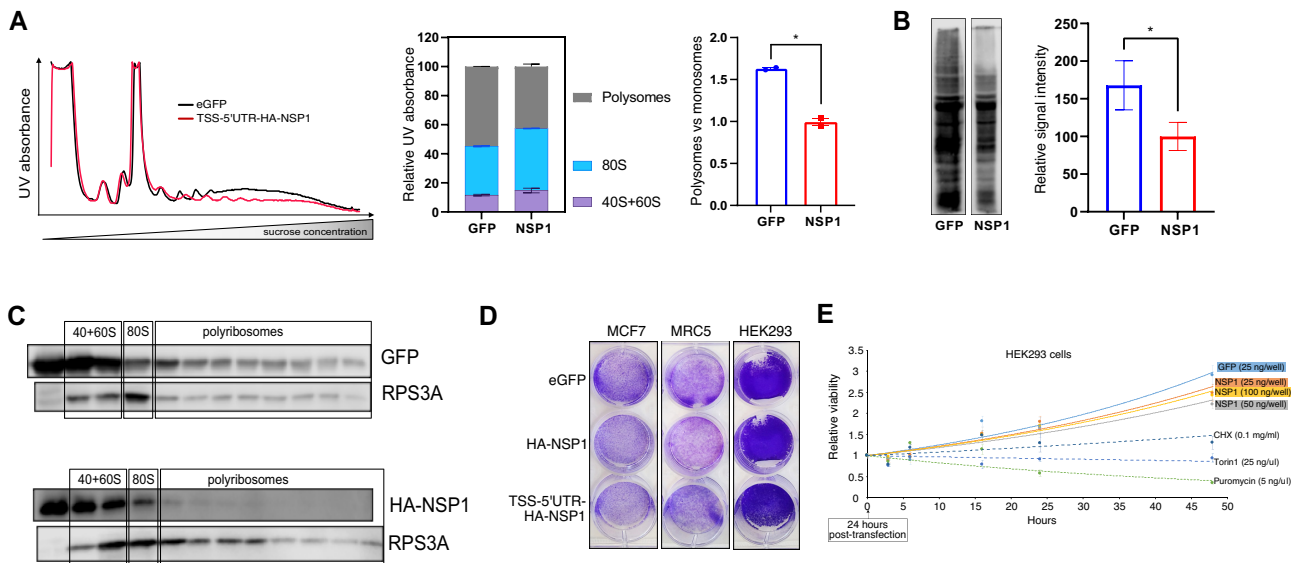 A
UV absorbance
eGFP
TSS-5'UTR-HA-NSP1
sucrose concentration
Relative UV absorbance
120
100
80
60
40
20
0
GFP NSP1
Polysomes
80S
40S+60S
Polysomes vs monosomes
2.0
1.5
1.0
0.5
0.0
*
GFP NSP1
B
GFP NSP1
Relative signal intensity
250
200
150
100
50
0
*
GFP NSP1
C
40+60S 80S polyribosomes
GFP
RPS3A
40+60S 80S polyribosomes
HA-NSP1
RPS3A
D
MCF7 MRC5 HEK293
eGFP
HA-NSP1
TSS-5'UTR-
HA-NSP1
E
HEK293 cells
Relative viability
3.5
3
2.5
2
1.5
1
0.5
0
0 5 10 15 20 25 30 35 40 45 50
Hours
24 hours
post-transfection
GFP (25 ng/well)
NSP1 (25 ng/well)
NSP1 (100 ng/well)
NSP1 (50 ng/well)
CHX (0.1 mg/ml)
Torin1 (25 ng/ul)
Puromycin (5 ng/ul)